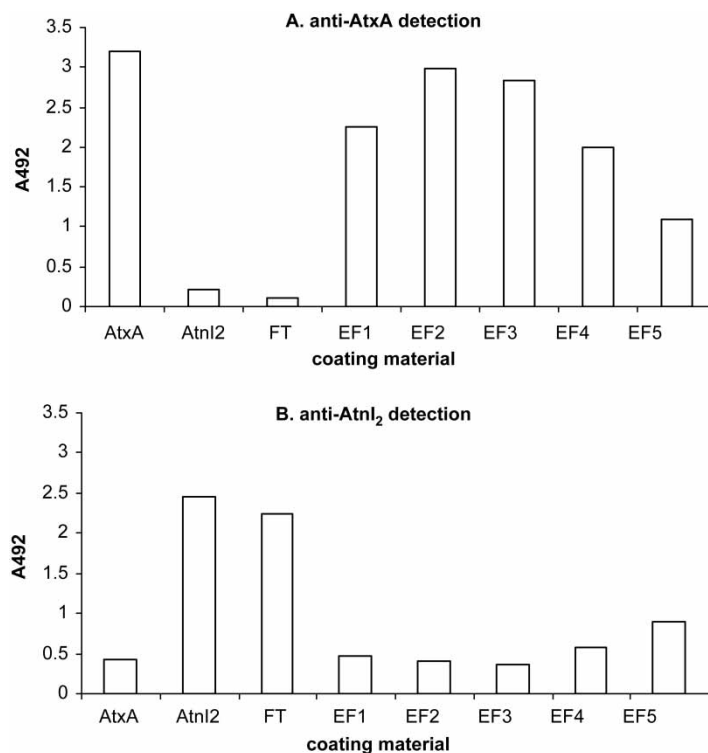 A. anti-AtxA detection
3.5
3
2.5
2
1.5
1
0.5
0
A492
AtxA AtnI2 FT EF1 EF2 EF3 EF4 EF5
coating material
B. anti-AtnI₂ detection
3.5
3
2.5
2
1.5
1
0.5
0
A492
AtxA AtnI2 FT EF1 EF2 EF3 EF4 EF5
coating material